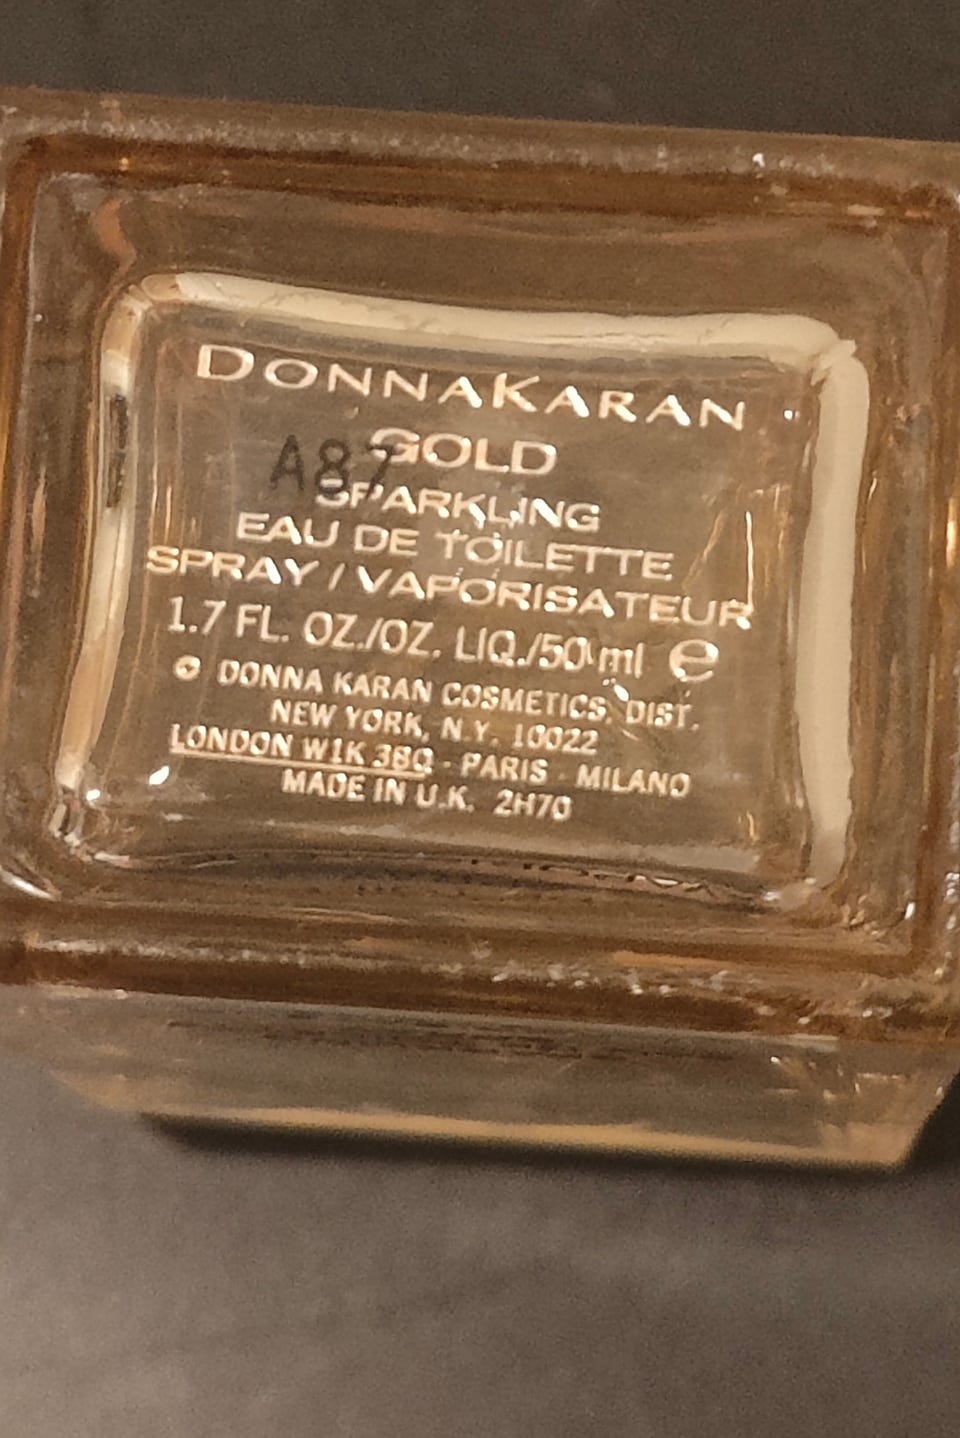 DONNAKARAN
GOLD
A87
SPARKLING
EAU DE TOILETTE
SPRAY / VAPORISATEUR
1.7 FL. OZ./OZ. LIQ./50 ml e
© DONNA KARAN COSMETICS, DIST.
NEW YORK, N.Y. 10022
LONDON W1K 3BQ - PARIS - MILANO
MADE IN U.K. 2H70